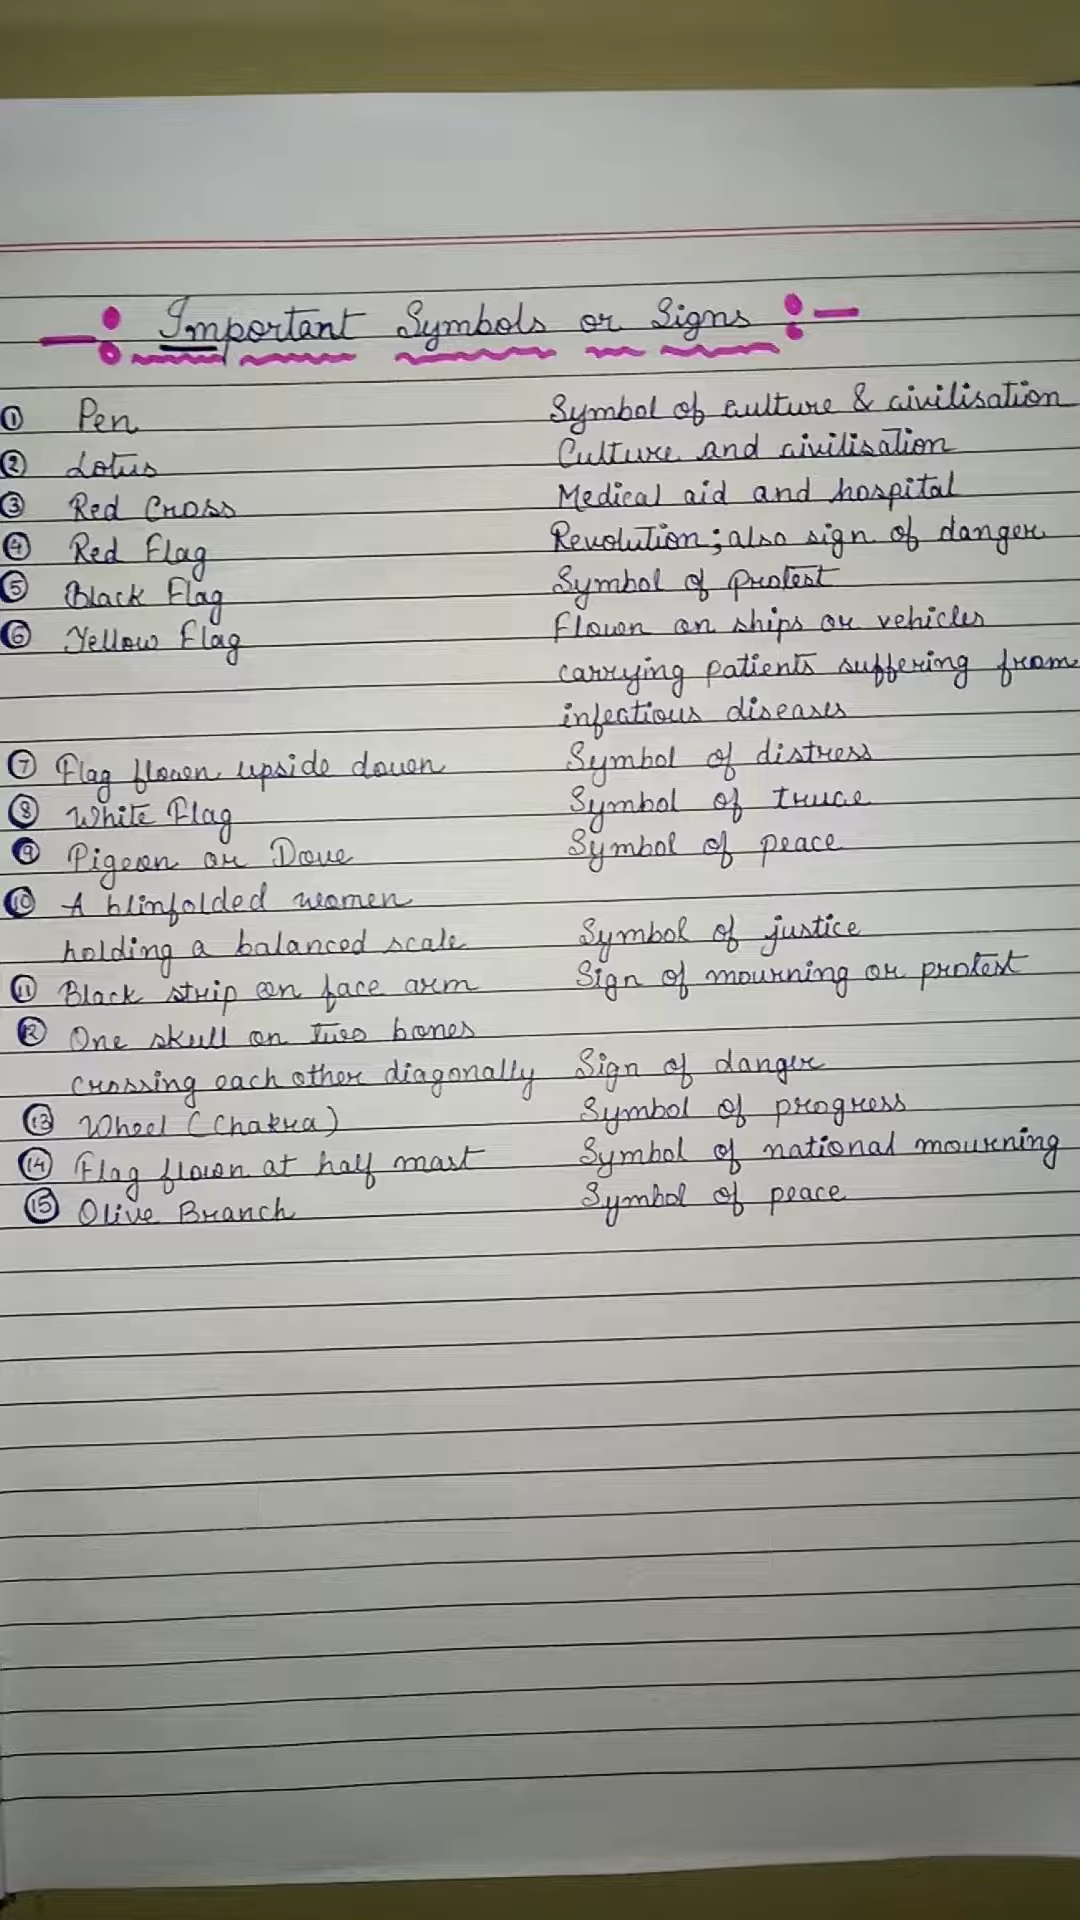 Important Symbols or Signs
① Pen Symbol of culture & civilisation
② Lotus Culture and civilisation
③ Red Cross Medical aid and hospital
④ Red Flag Revolution; also sign of danger
⑤ Black Flag Symbol of protest
⑥ Yellow Flag Flown on ships or vehicles
carrying patients suffering from
infectious diseases
⑦ Flag flown upside down Symbol of distress
⑧ White Flag Symbol of truce
⑨ Pigeon or Dove Symbol of peace
⑩ A blinfolded women
holding a balanced scale Symbol of justice
⑪ Black strip on face arm Sign of mourning or protest
⑫ One skull on two bones
crossing each other diagonally Sign of danger
⑬ Wheel (Chakra) Symbol of progress
⑭ Flag flown at half mast Symbol of national mourning
⑮ Olive Branch Symbol of peace